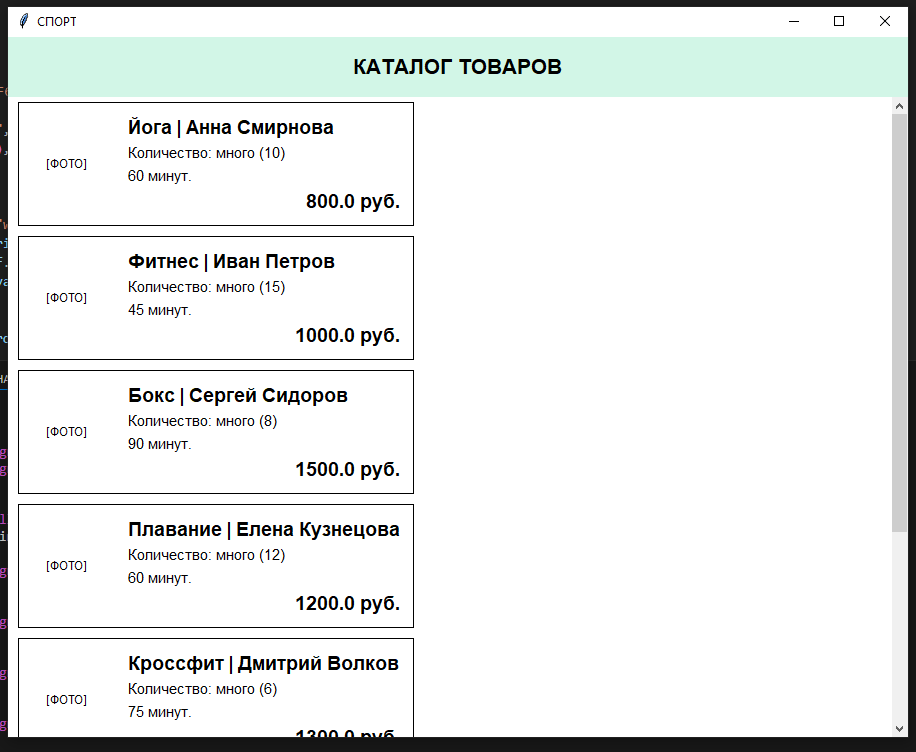 СПОРТ
КАТАЛОГ ТОВАРОВ
[ФОТО]
Йога | Анна Смирнова
Количество: много (10)
60 минут.
800.0 руб.
[ФОТО]
Фитнес | Иван Петров
Количество: много (15)
45 минут.
1000.0 руб.
[ФОТО]
Бокс | Сергей Сидоров
Количество: много (8)
90 минут.
1500.0 руб.
[ФОТО]
Плавание | Елена Кузнецова
Количество: много (12)
60 минут.
1200.0 руб.
[ФОТО]
Кроссфит | Дмитрий Волков
Количество: много (6)
75 минут.
1300.0 руб.